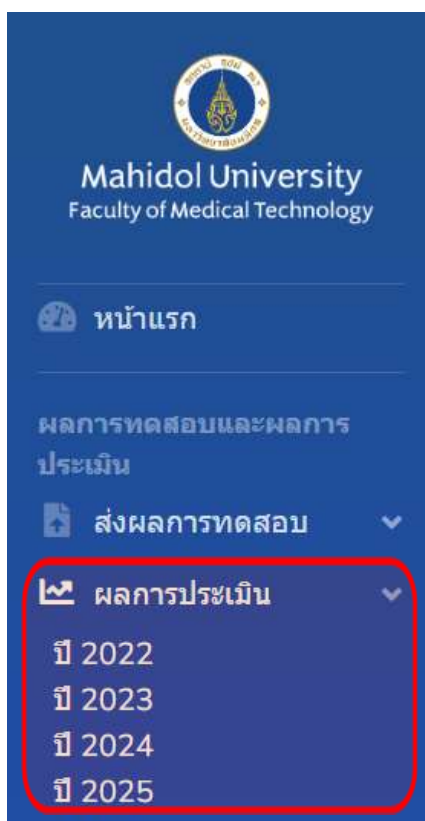 Mahidol University
Faculty of Medical Technology
หน้าแรก
ผลการทดสอบและผลการ
ประเมิน
ส่งผลการทดสอบ
ผลการประเมิน
ปี 2022
ปี 2023
ปี 2024
ปี 2025